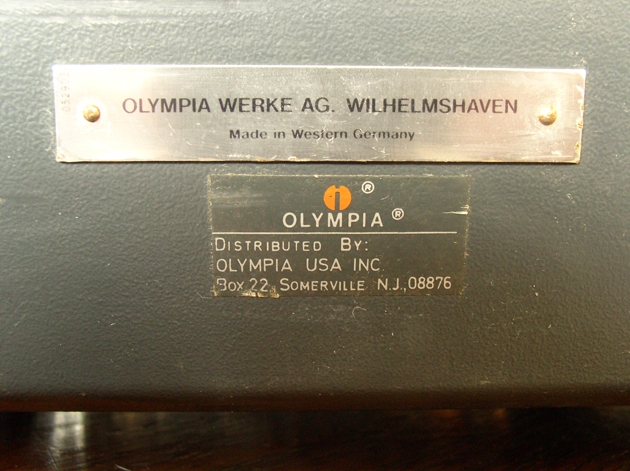 OLYMPIA WERKE AG. WILHELMSHAVEN
Made in Western Germany
®
OLYMPIA®
DISTRIBUTED BY:
OLYMPIA USA INC.
BOX 22, SOMERVILLE N.J., 08876